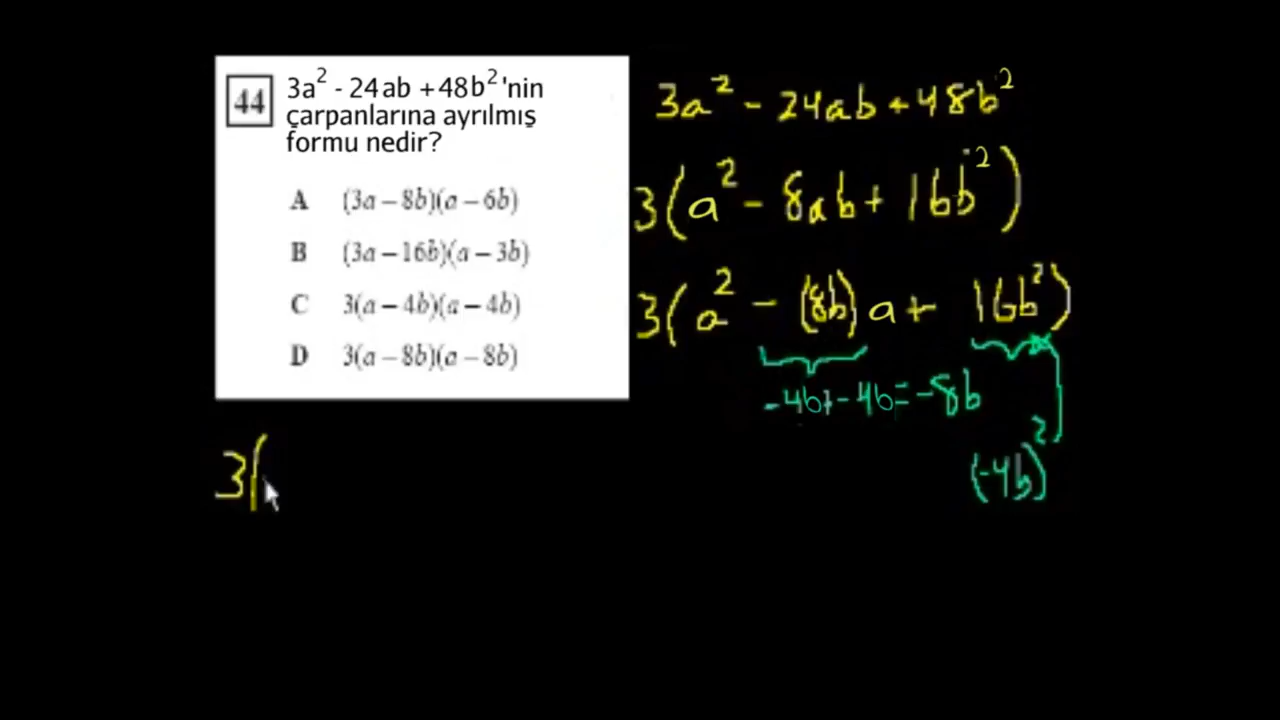 44 3a² - 24ab + 48b²'nin
çarpanlarına ayrılmış
formu nedir?
A (3a – 8b)(a – 6b)
B (3a – 16b)(a – 3b)
C 3(a – 4b)(a – 4b)
D 3(a – 8b)(a – 8b)
3(
3a² - 24ab + 48b²
3(a² - 8ab + 16b²)
3(a² - (8b)a + 16b²)
-4b + -4b = -8b
(-4b)²